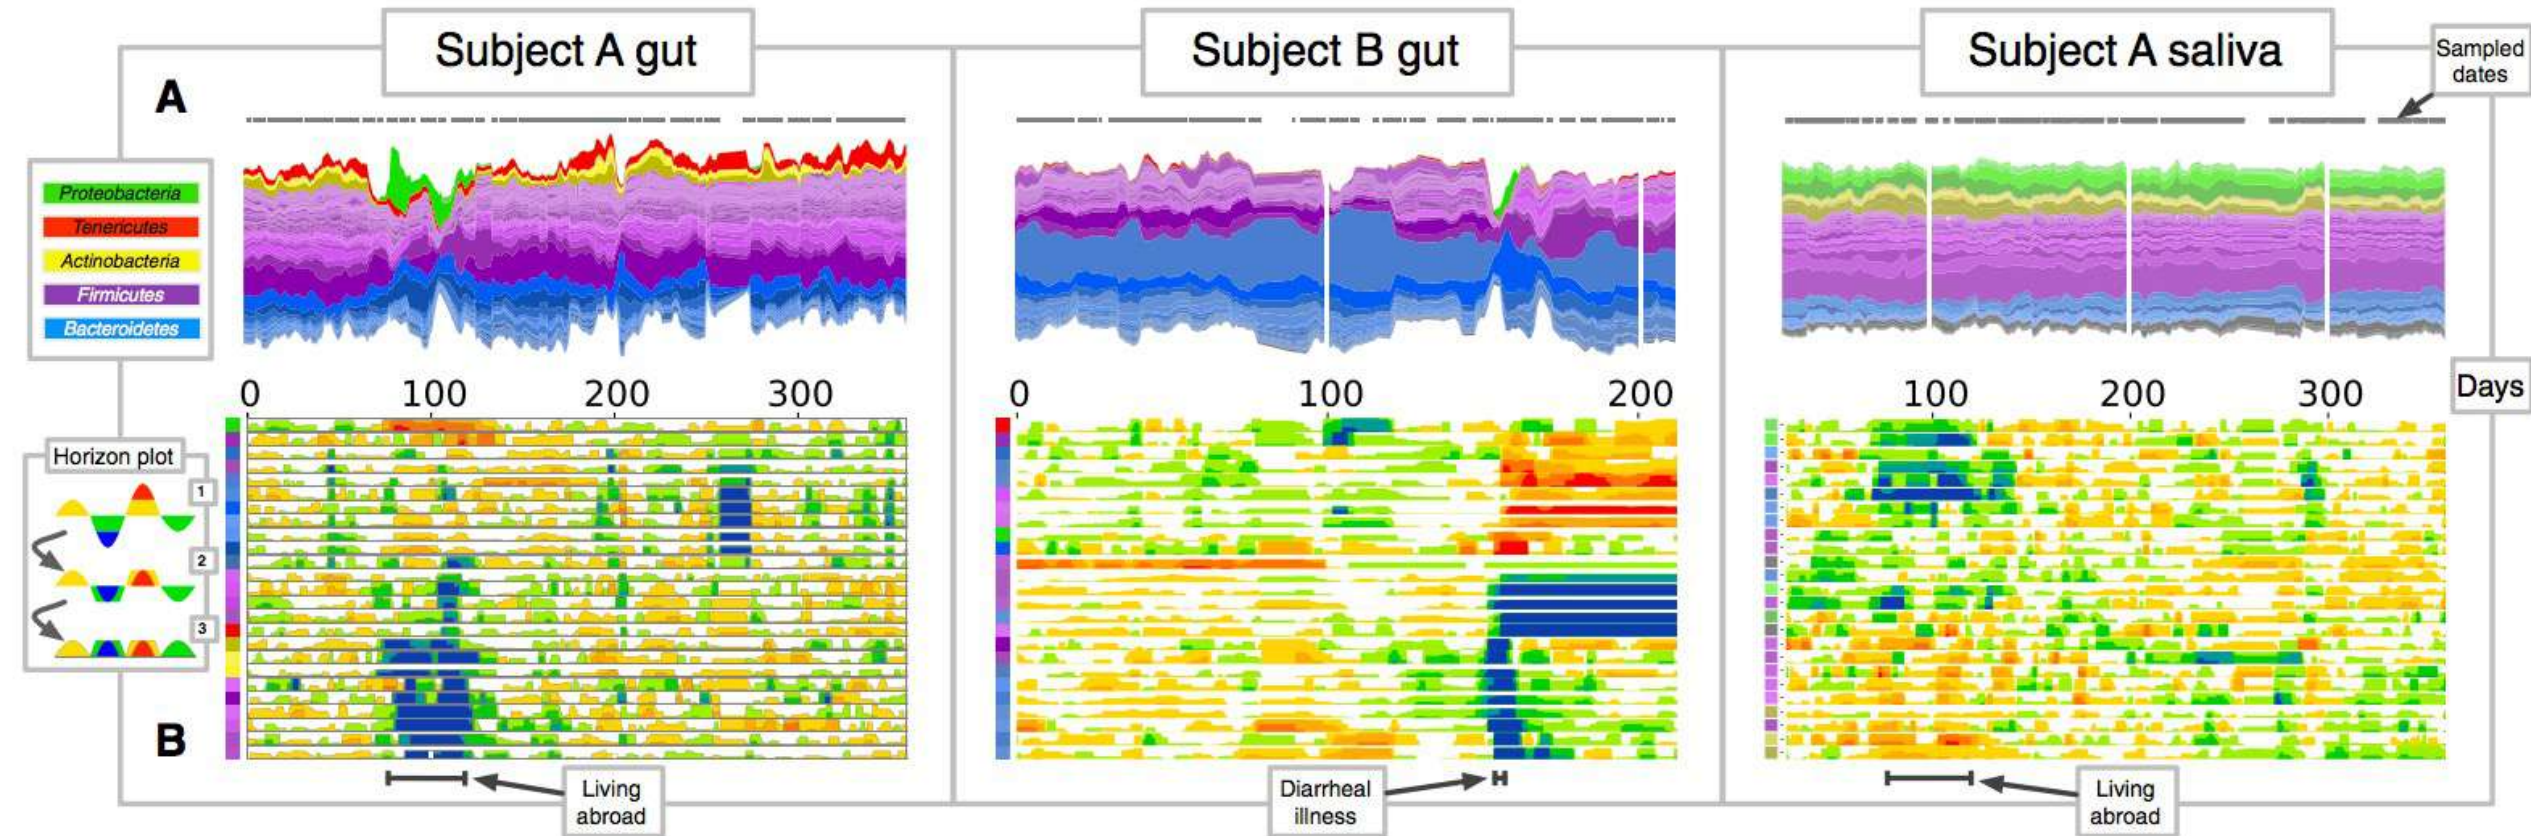 Subject A gut
Subject B gut
Subject A saliva
Sampled
dates
A
Proteobacteria
Tenericutes
Actinobacteria
Firmicutes
Bacteroidetes
0 100 200 300
0 100 200
100 200 300
Days
Horizon plot
1
2
3
B
Living
abroad
Diarrheal
illness
Living
abroad